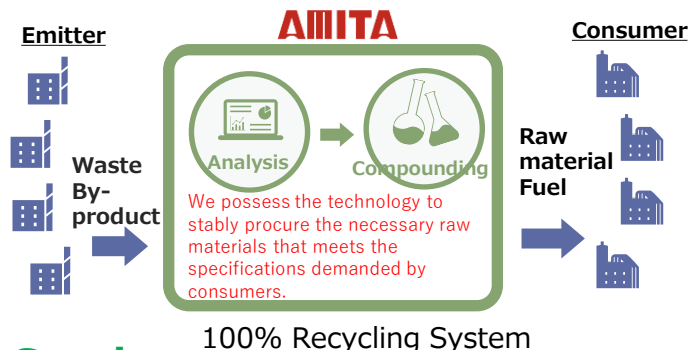 AMITA
Emitter
Consumer
Analysis
Compounding
Waste
By-
product
We possess the technology to
stably procure the necessary raw
materials that meets the
specifications demanded by
consumers.
Raw
material
Fuel
100% Recycling System